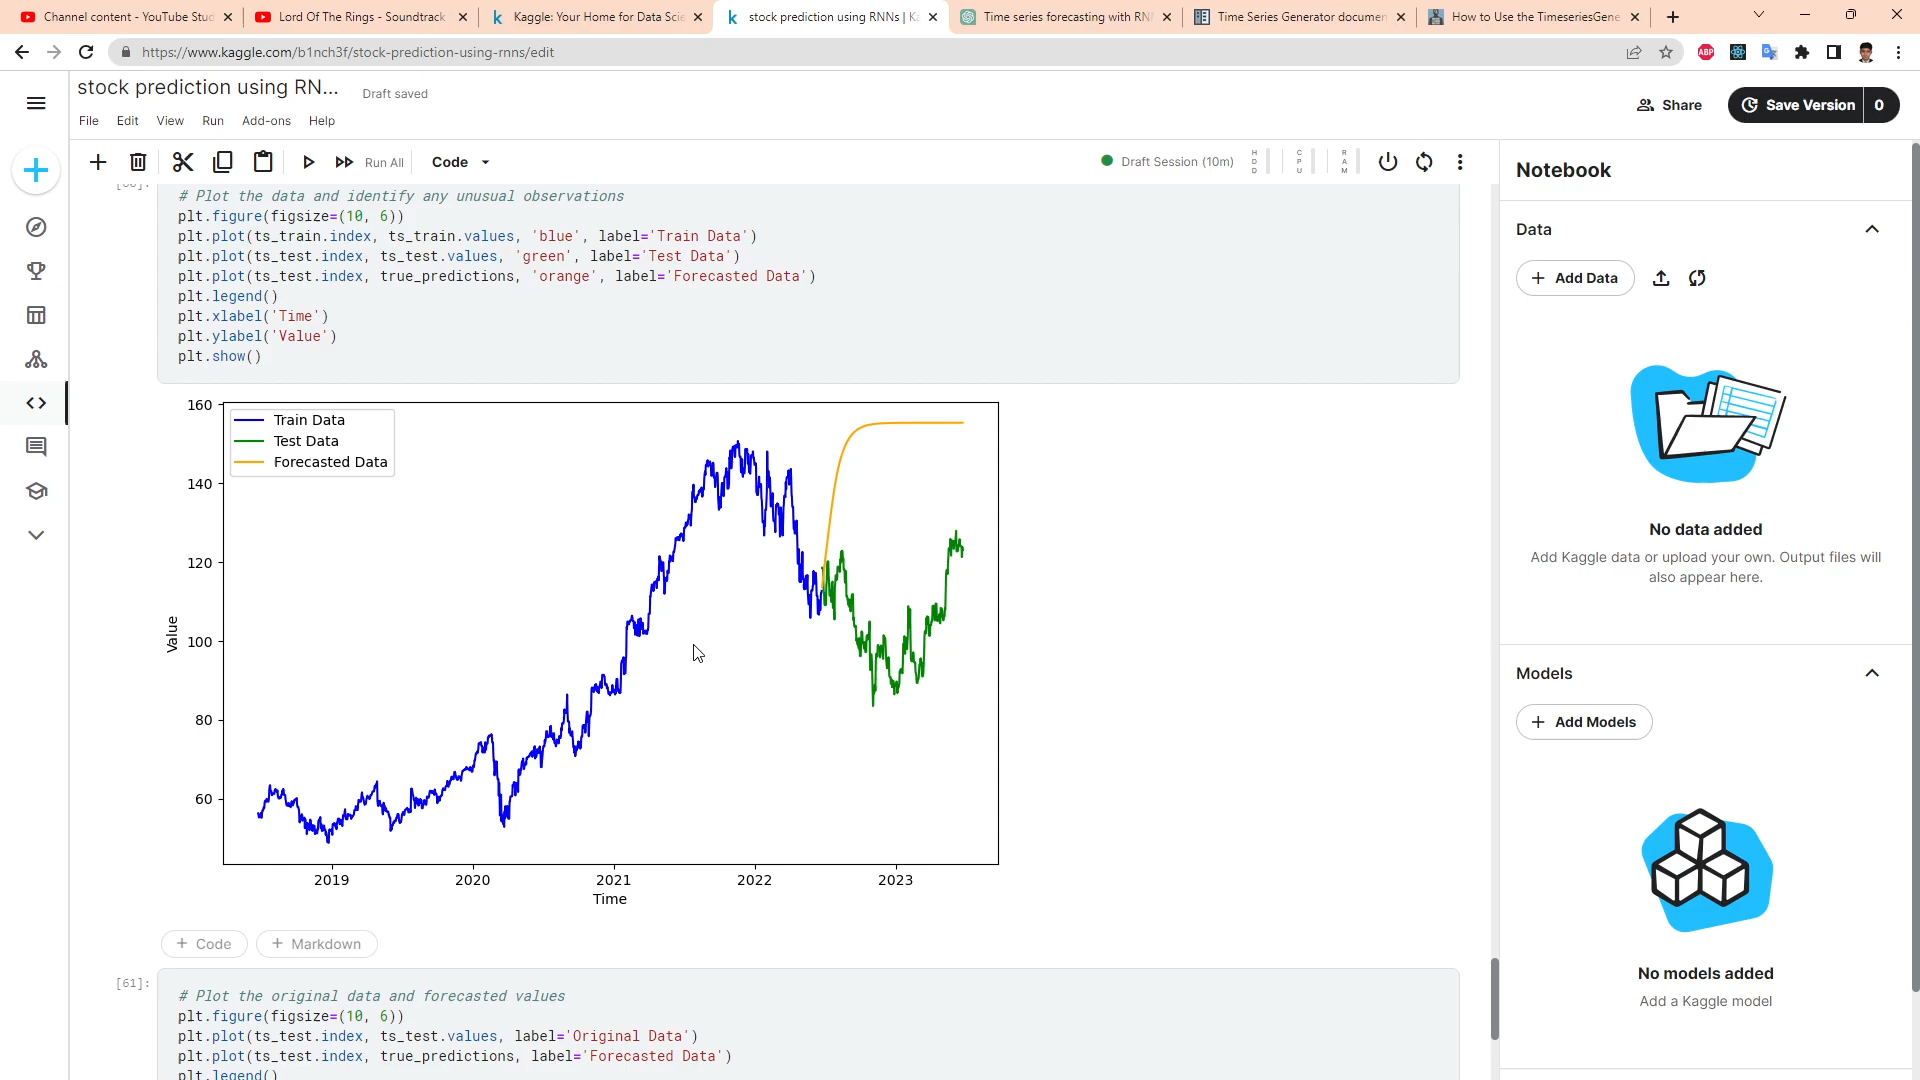 Channel content - YouTube Stud
Lord Of The Rings - Soundtrack
Kaggle: Your Home for Data Scie
stock prediction using RNNs | Ka
Time series forecasting with RNN
Time Series Generator documen
How to Use the TimeseriesGene
https://www.kaggle.com/b1nch3f/stock-prediction-using-rnns/edit
ABP
stock prediction using RN...
Draft saved
Share
Save Version
0
File
Edit
View
Run
Add-ons
Help
Run All
Code
Draft Session (10m)
HDD
CPU
RAM
Notebook
# Plot the data and identify any unusual observations
plt.figure(figsize=(10, 6))
plt.plot(ts_train.index, ts_train.values, 'blue', label='Train Data')
plt.plot(ts_test.index, ts_test.values, 'green', label='Test Data')
plt.plot(ts_test.index, true_predictions, 'orange', label='Forecasted Data')
plt.legend()
plt.xlabel('Time')
plt.ylabel('Value')
plt.show()
Data
Add Data
No data added
Add Kaggle data or upload your own. Output files will
also appear here.
Models
Add Models
No models added
Add a Kaggle model
Train Data
Test Data
Forecasted Data
160
140
120
100
80
60
Value
2019
2020
2021
2022
2023
Time
+ Code
+ Markdown
[61]:
# Plot the original data and forecasted values
plt.figure(figsize=(10, 6))
plt.plot(ts_test.index, ts_test.values, label='Original Data')
plt.plot(ts_test.index, true_predictions, label='Forecasted Data')
plt.legend()